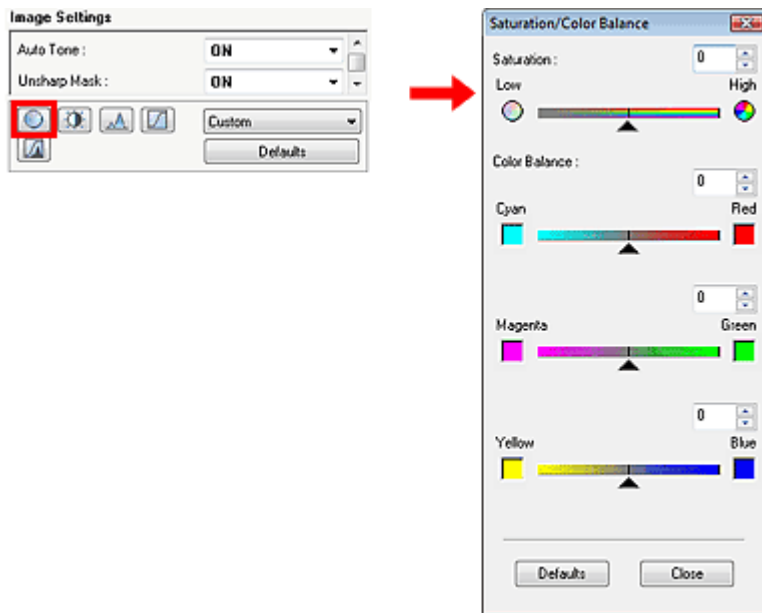 Image Settings
Auto Tone : ON
Unsharp Mask : ON
Custom
Defaults
Saturation/Color Balance
Saturation : 0
Low High
Color Balance :
0
Cyan Red
0
Magenta Green
0
Yellow Blue
Defaults Close